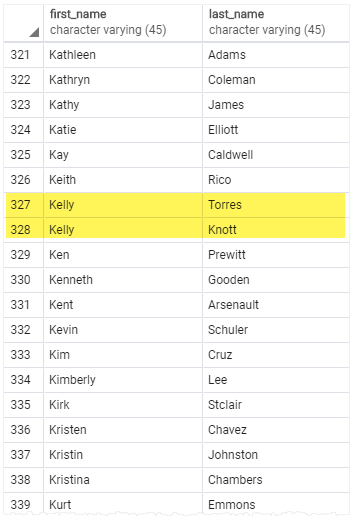 first_name last_name
character varying (45) character varying (45)
321 Kathleen Adams
322 Kathryn Coleman
323 Kathy James
324 Katie Elliott
325 Kay Caldwell
326 Keith Rico
327 Kelly Torres
328 Kelly Knott
329 Ken Prewitt
330 Kenneth Gooden
331 Kent Arsenault
332 Kevin Schuler
333 Kim Cruz
334 Kimberly Lee
335 Kirk Stclair
336 Kristen Chavez
337 Kristin Johnston
338 Kristina Chambers
339 Kurt Emmons